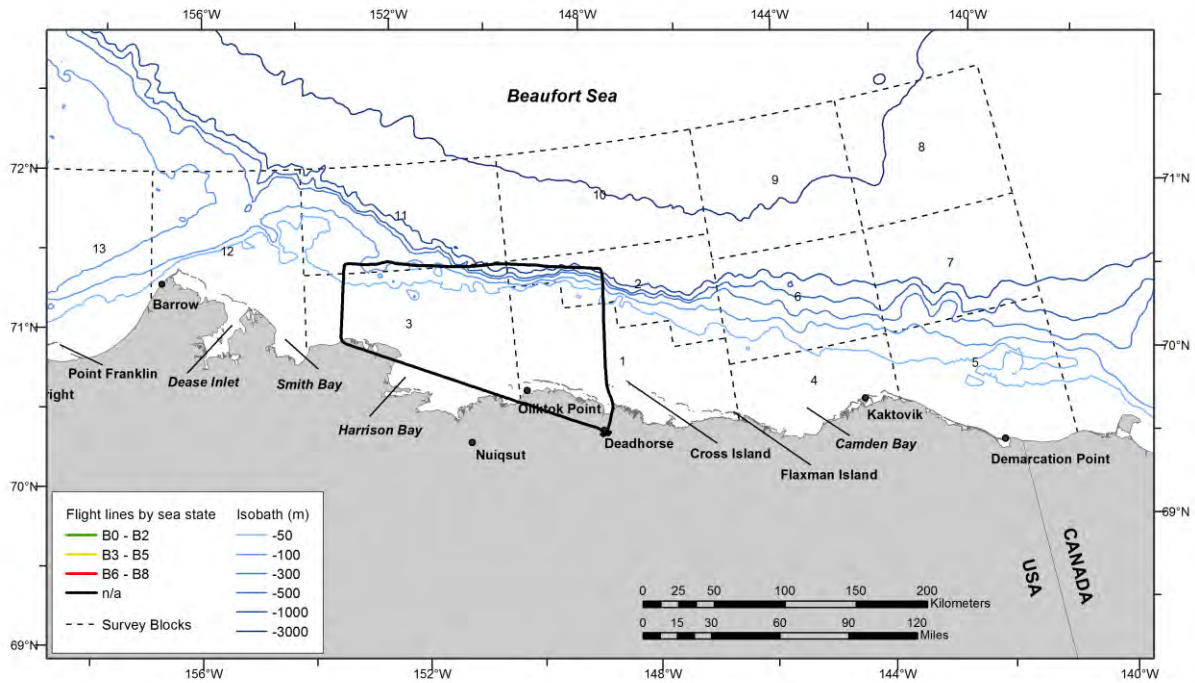 156°W 152°W 148°W 144°W 140°W
Beaufort Sea
72°N
71°N
8
9
10
11
13
12
7
2
6
Barrow
71°N
3
70°N
1
5
Point Franklin
Dease Inlet
Smith Bay
4
right
Oliktok Point
Kaktovik
Harrison Bay
Deadhorse
Camden Bay
Nuiqsut
Cross Island
Demarcation Point
Flaxman Island
70°N
69°N
Flight lines by sea state
B0 - B2
B3 - B5
B6 - B8
n/a
Survey Blocks
Isobath (m)
-50
-100
-300
-500
-1000
-3000
CANADA
USA
0 25 50 100 150 200
Kilometers
0 15 30 60 90 120
Miles
69°N
156°W 152°W 148°W 144°W 140°W